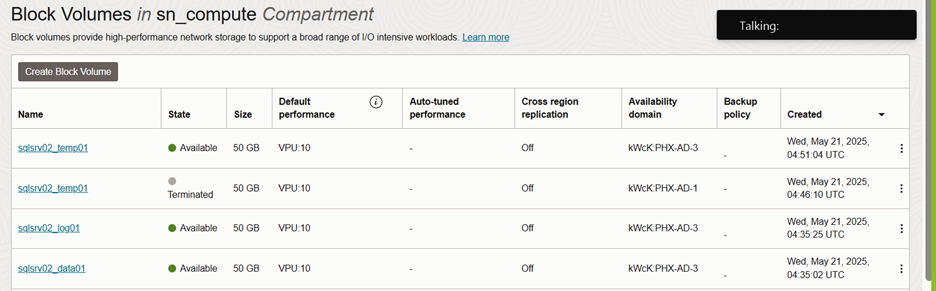 Block Volumes in sn_compute Compartment
Talking:
Block volumes provide high-performance network storage to support a broad range of I/O intensive workloads. Learn more
Create Block Volume
Name State Size Default performance i Auto-tuned performance Cross region replication Availability domain Backup policy Created
sqlsrv02_temp01 Available 50 GB VPU:10 - Off kWcK:PHX-AD-3 - Wed, May 21, 2025, 04:51:04 UTC
sqlsrv02_temp01 Terminated 50 GB VPU:10 - Off kWcK:PHX-AD-1 - Wed, May 21, 2025, 04:46:10 UTC
sqlsrv02_log01 Available 50 GB VPU:10 - Off kWcK:PHX-AD-3 - Wed, May 21, 2025, 04:35:25 UTC
sqlsrv02_data01 Available 50 GB VPU:10 - Off kWcK:PHX-AD-3 - Wed, May 21, 2025, 04:35:02 UTC